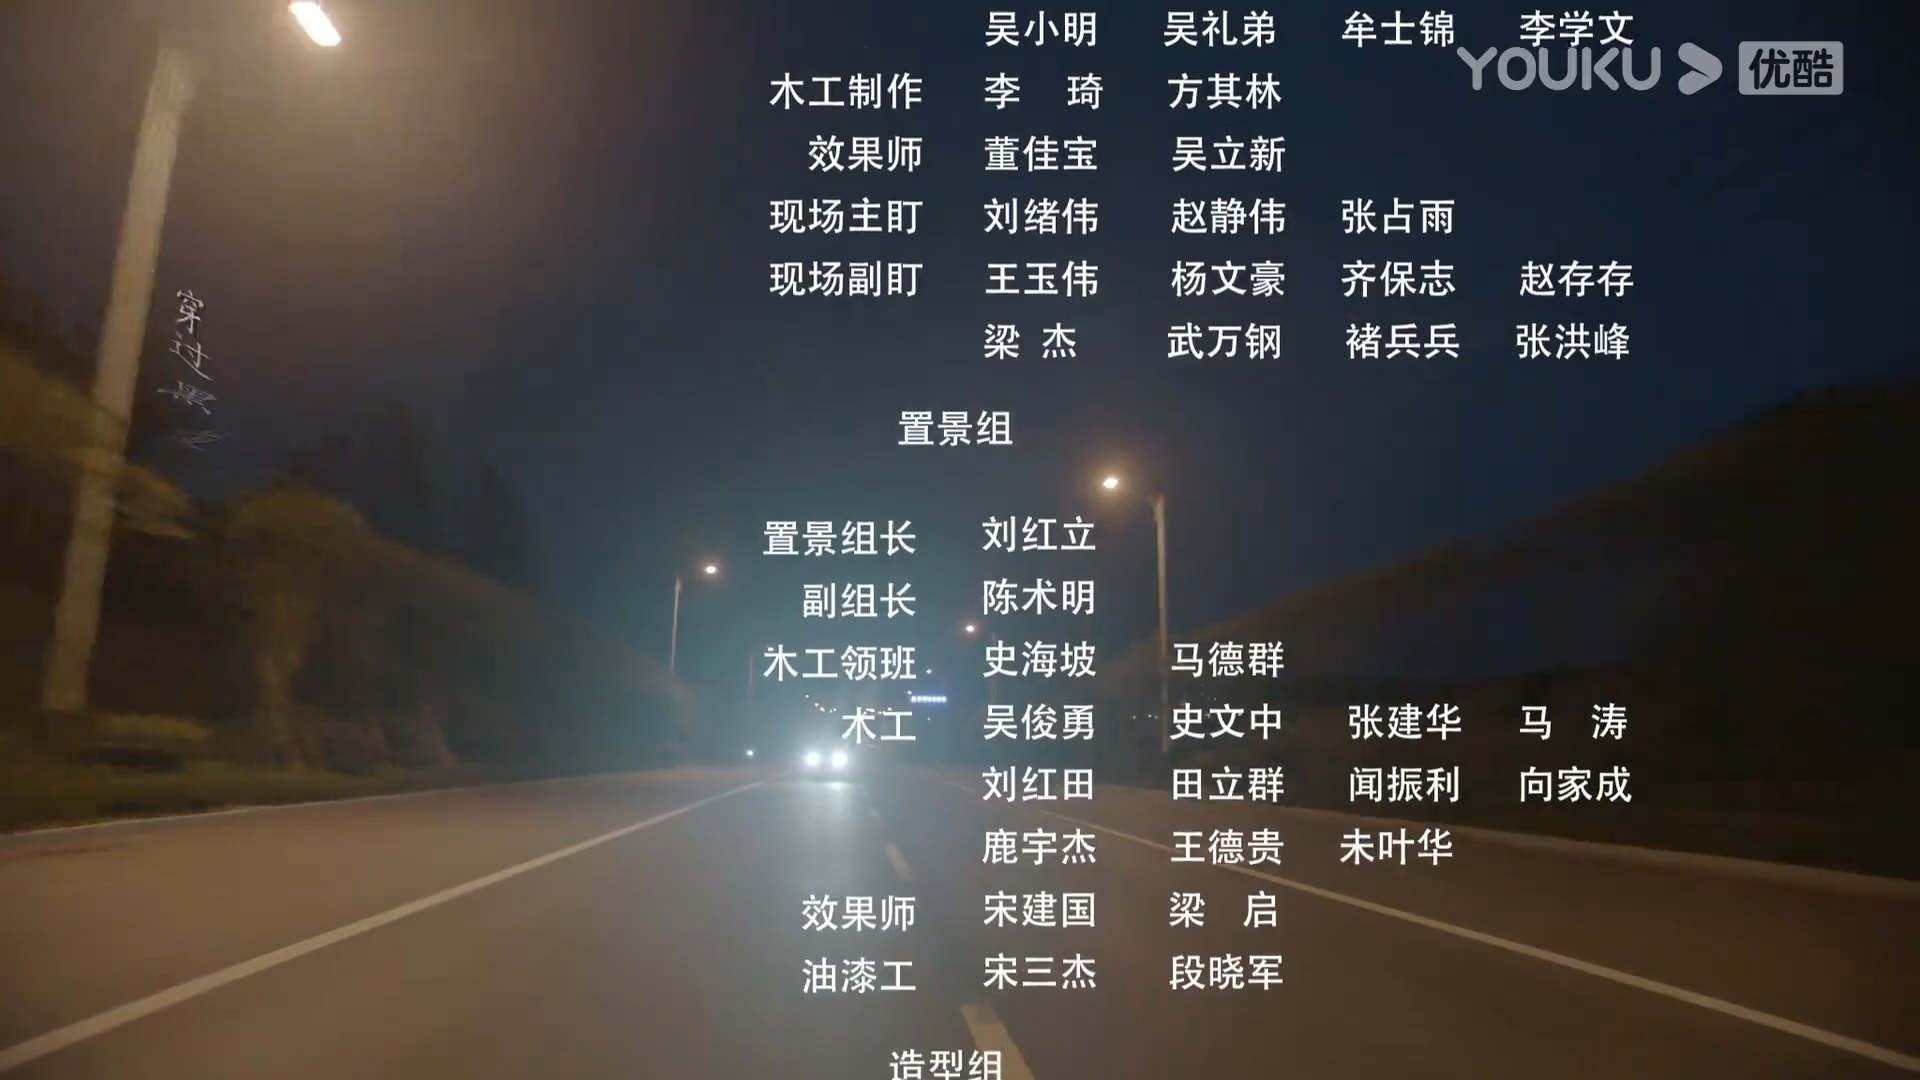 吴小明 吴礼弟 牟士锦 李学文
YOUKU 优酷
木工制作 李 琦 方其林
效果师 董佳宝 吴立新
现场主盯 刘绪伟 赵静伟 张占雨
现场副盯 王玉伟 杨文豪 齐保志 赵存存
梁 杰 武万钢 褚兵兵 张洪峰
穿过黑
置景组
置景组长 刘红立
副组长 陈术明
木工领班 史海坡 马德群
木工 吴俊勇 史文中 张建华 马 涛
刘红田 田立群 闻振利 向家成
鹿宇杰 王德贵 未叶华
效果师 宋建国 梁 启
油漆工 宋三杰 段晓军
造型组